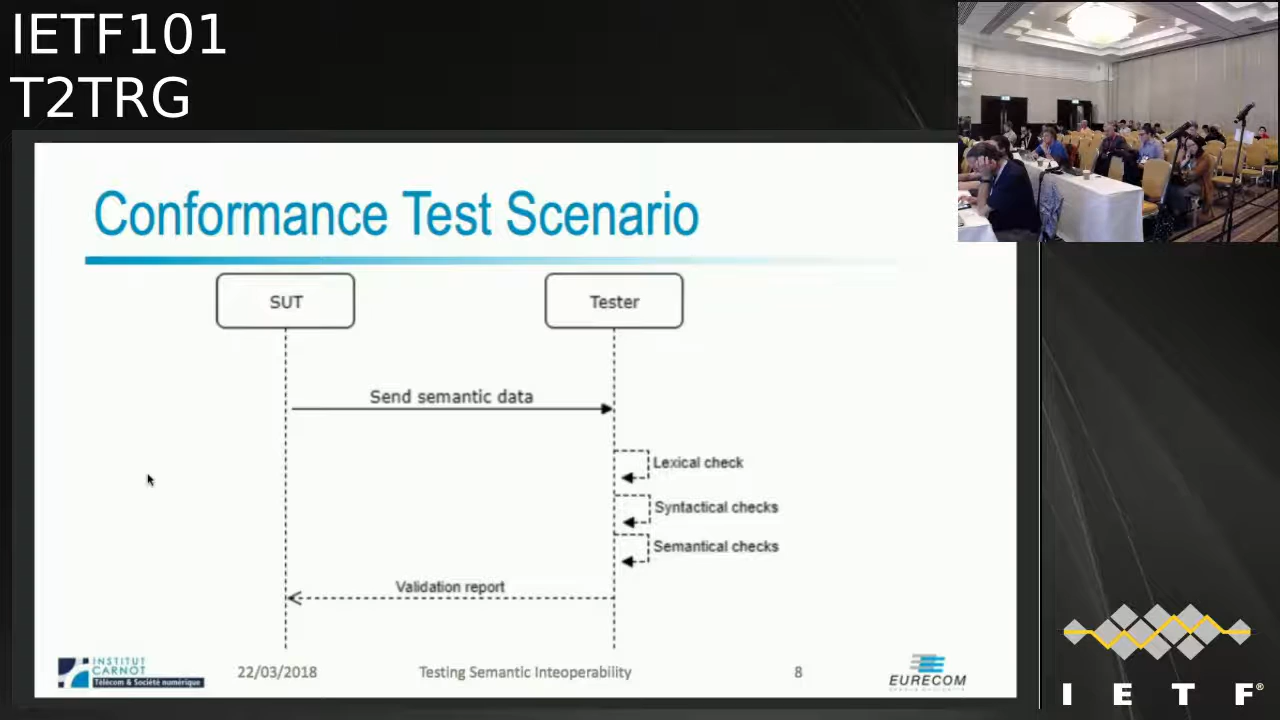 IETF101
T2TRG
Conformance Test Scenario
SUT
Tester
Send semantic data
Lexical check
Syntactical checks
Semantical checks
Validation report
INSTITUT
CARNOT
Télécom & Société numérique
22/03/2018
Testing Semantic Inteoperability
8
EURECOM
I E T F®